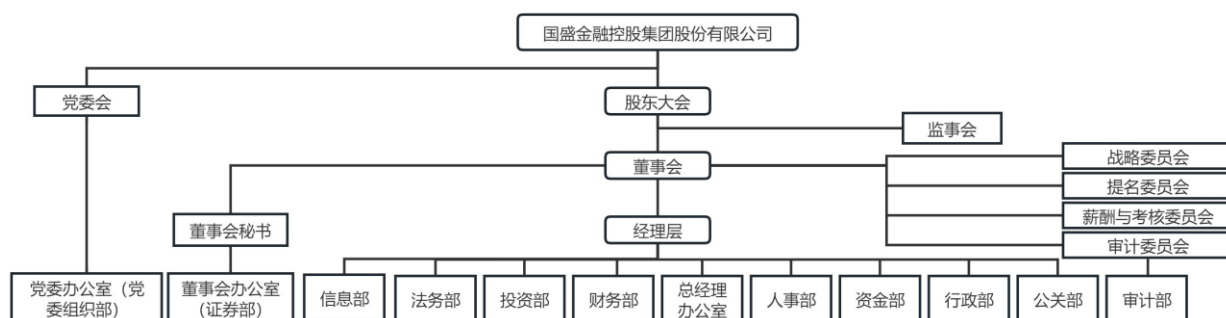 国盛金融控股集团股份有限公司
党委会
股东大会
监事会
董事会
战略委员会
提名委员会
薪酬与考核委员会
审计委员会
董事会秘书
经理层
党委办公室（党
委组织部）
董事会办公室
（证券部）
信息部
法务部
投资部
财务部
总经理
办公室
人事部
资金部
行政部
公关部
审计部